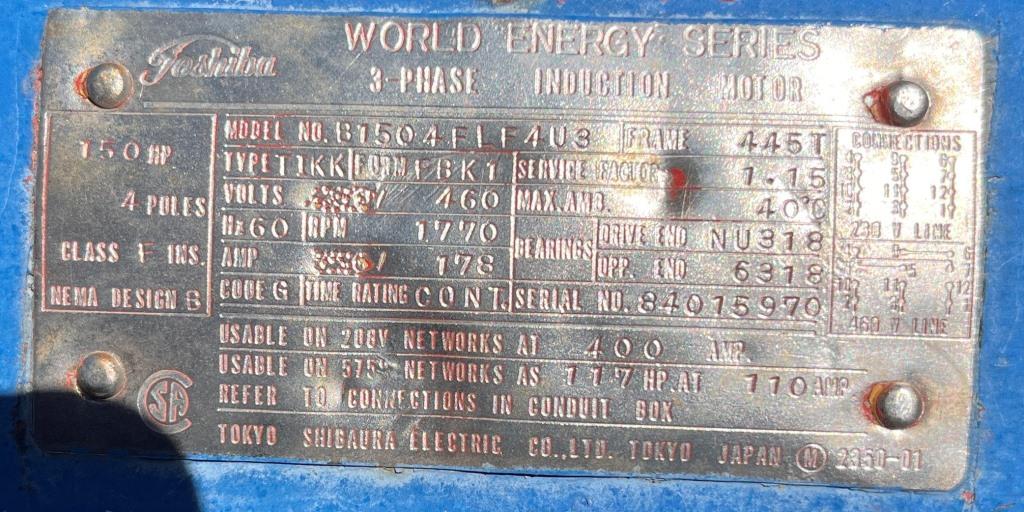 Toshiba
WORLD ENERGY SERIES
3-PHASE INDUCTION MOTOR
150 HP
4 POLES
CLASS F INS.
NEMA DESIGN B
MODEL NO. B1504FLF4U3 FRAME 445T
TYPE TIKK FORM FBK1 SERVICE FACTOR 1.15
VOLTS / 460 MAX. AMB. 40°C
Hz 60 RPM 1770 BEARINGS DRIVE END NU318
AMP / 178 OPP. END 6318
CODE G TIME RATING CONT. SERIAL NO. 84015970
CONNECTIONS
230 V LINE
460 V LINE
USABLE ON 208V NETWORKS AT 400 AMP.
USABLE ON 575V NETWORKS AS 117 HP. AT 110 AMP
REFER TO CONNECTIONS IN CONDUIT BOX
TOKYO SHIBAURA ELECTRIC CO., LTD. TOKYO JAPAN M 2350-01